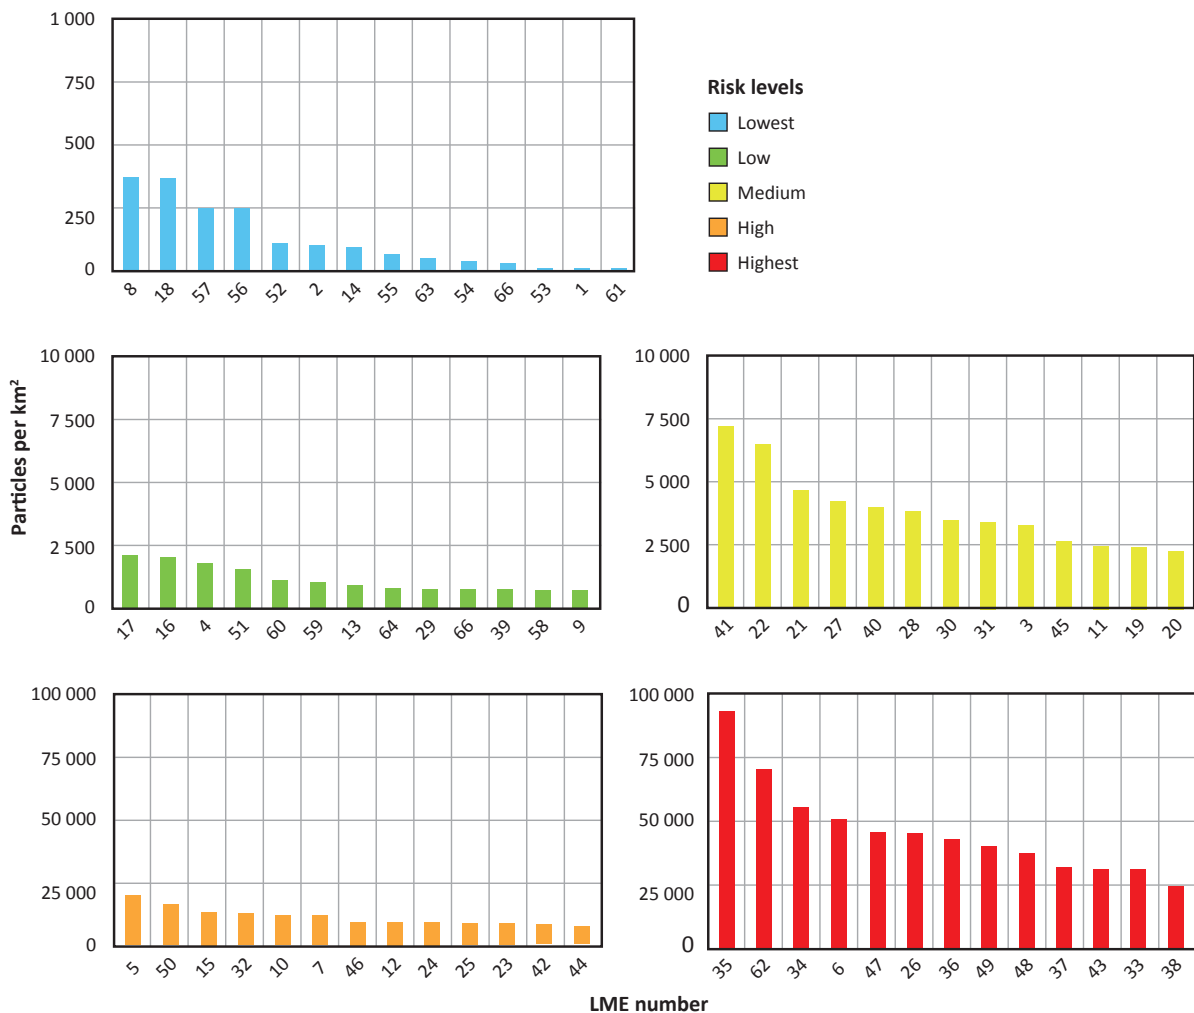 1 000
750
500
250
0
8 18 57 56 52 2 14 55 63 54 66 53 1 61
Risk levels
Lowest
Low
Medium
High
Highest
Particles per km²
10 000
7 500
5 000
2 500
0
17 16 4 51 60 59 13 64 29 66 39 58 9
10 000
7 500
5 000
2 500
0
41 22 21 27 40 28 30 31 3 45 11 19 20
100 000
75 000
50 000
25 000
0
5 50 15 32 10 7 46 12 24 25 23 42 44
100 000
75 000
50 000
25 000
0
35 62 34 6 47 26 36 49 48 37 43 33 38
LME number